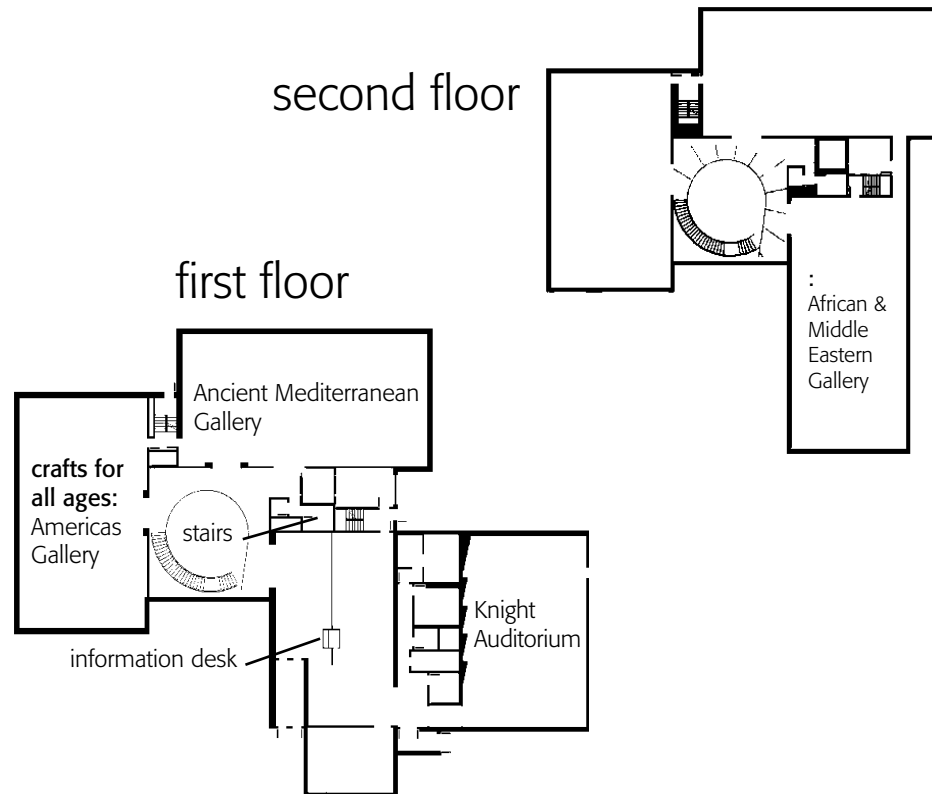 second floor
:
African &
Middle
Eastern
Gallery
first floor
Ancient Mediterranean
Gallery
crafts for
all ages:
Americas
Gallery
stairs
Knight
Auditorium
information desk